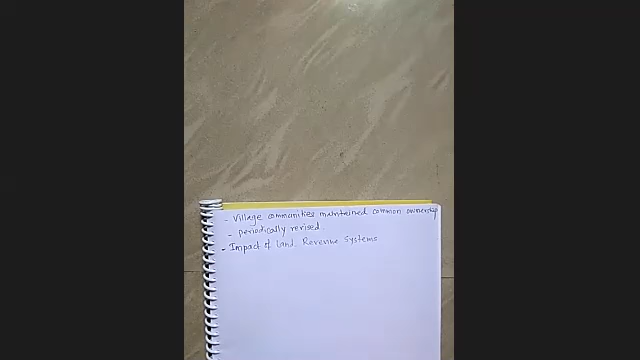 - Village communities maintained common ownership
- periodically revised.
- Impact of Land Revenue Systems